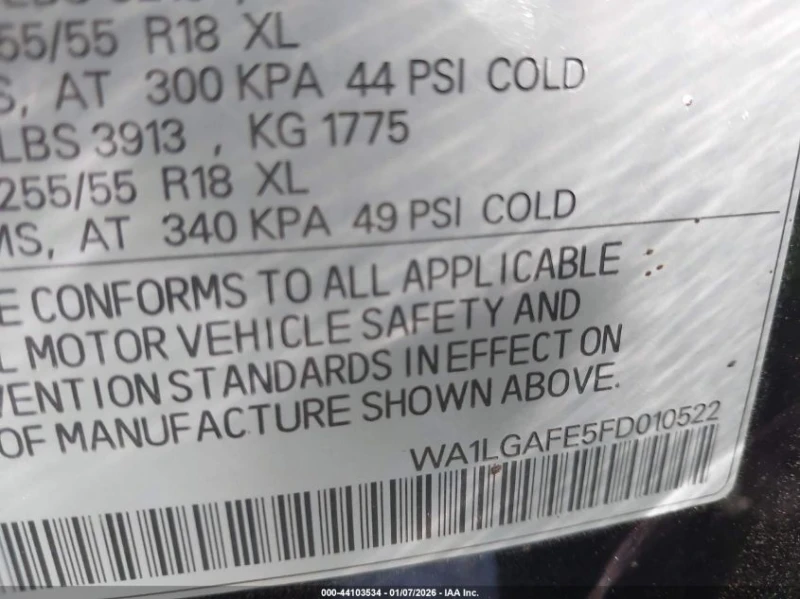 55/55 R18 XL
S, AT 300 KPA 44 PSI COLD
LBS 3913 , KG 1775
255/55 R18 XL
MS, AT 340 KPA 49 PSI COLD
E CONFORMS TO ALL APPLICABLE
L MOTOR VEHICLE SAFETY AND
VENTION STANDARDS IN EFFECT ON
OF MANUFACTURE SHOWN ABOVE.
WA1LGAFE5FD010522
000-44103534 - 01/07/2026 - IAA Inc.